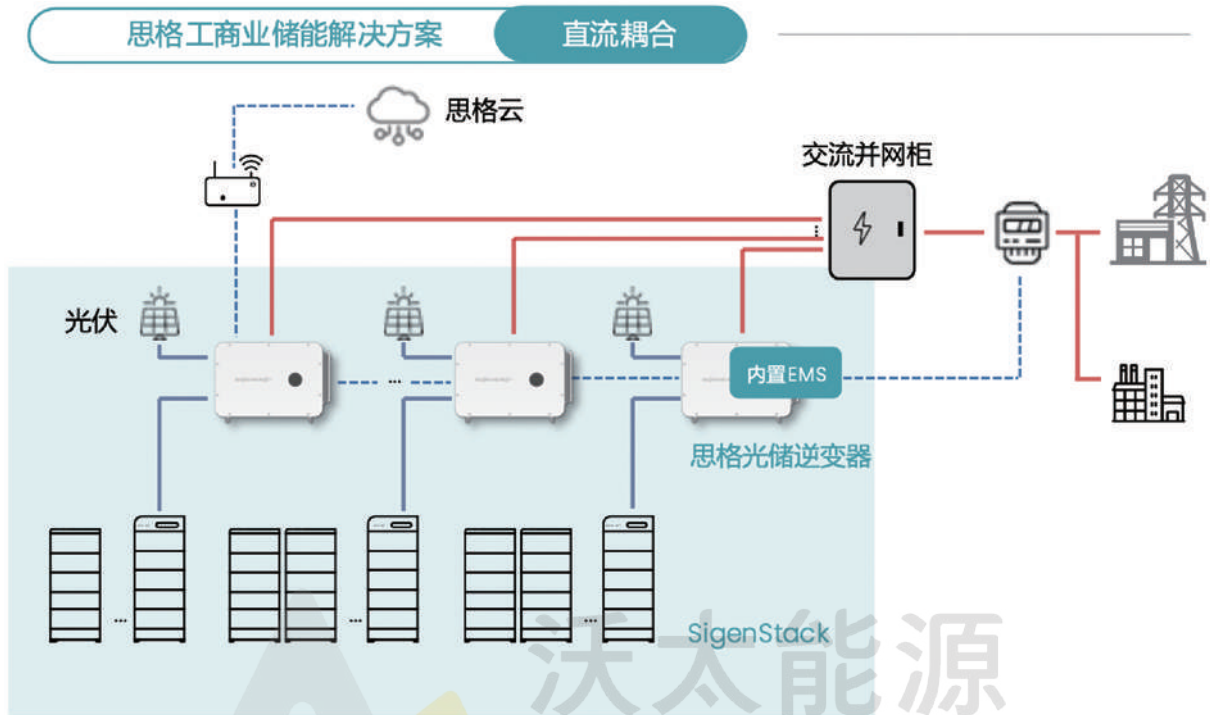 思格工商业储能解决方案 直流耦合
思格云
交流并网柜
光伏
...
内置EMS
思格光储逆变器
... ... ...
SigenStack
沃太能源